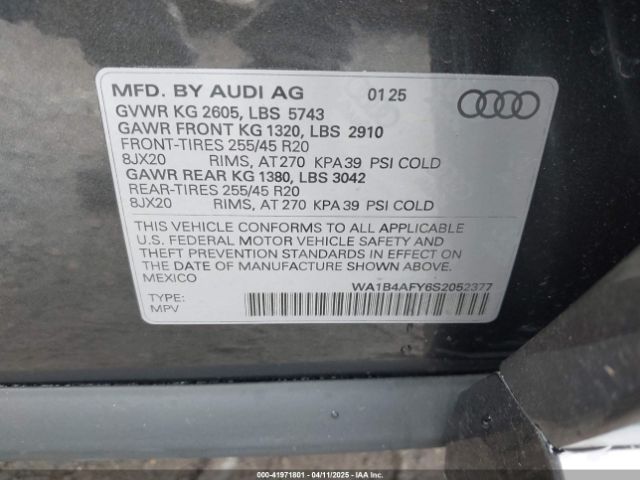 MFD. BY AUDI AG 01 25
GVWR KG 2605, LBS 5743
GAWR FRONT KG 1320, LBS 2910
FRONT-TIRES 255/45 R20
8JX20 RIMS, AT 270 KPA 39 PSI COLD
GAWR REAR KG 1380, LBS 3042
REAR-TIRES 255/45 R20
8JX20 RIMS, AT 270 KPA 39 PSI COLD
THIS VEHICLE CONFORMS TO ALL APPLICABLE
U.S. FEDERAL MOTOR VEHICLE SAFETY AND
THEFT PREVENTION STANDARDS IN EFFECT ON
DATE OF MANUFACTURE SHOWN ABOVE.
MEXICO
WA1B4AFY6S2052377
TYPE:
MPV
000-41971801 - 04/11/2025 - IAAI.COM